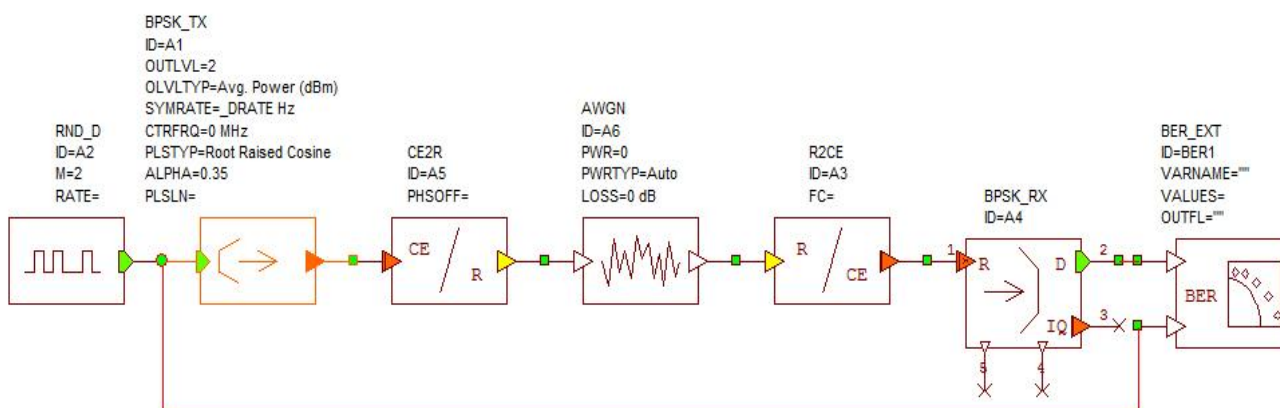 BPSK_TX
ID=A1
OUTLVL=2
OLVLTYP=Avg. Power (dBm)
SYMRATE=_DRATE Hz
CTRFRQ=0 MHz
PLSTYP=Root Raised Cosine
ALPHA=0.35
PLSLN=
RND_D
ID=A2
M=2
RATE=
CE2R
ID=A5
PHSOFF=
AWGN
ID=A6
PWR=0
PWRTYP=Auto
LOSS=0 dB
R2CE
ID=A3
FC=
BPSK_RX
ID=A4
BER_EXT
ID=BER1
VARNAME=""
VALUES=
OUTFL=""
CE
R
R
CE
1
R
D
2
IQ
3
5
4
BER